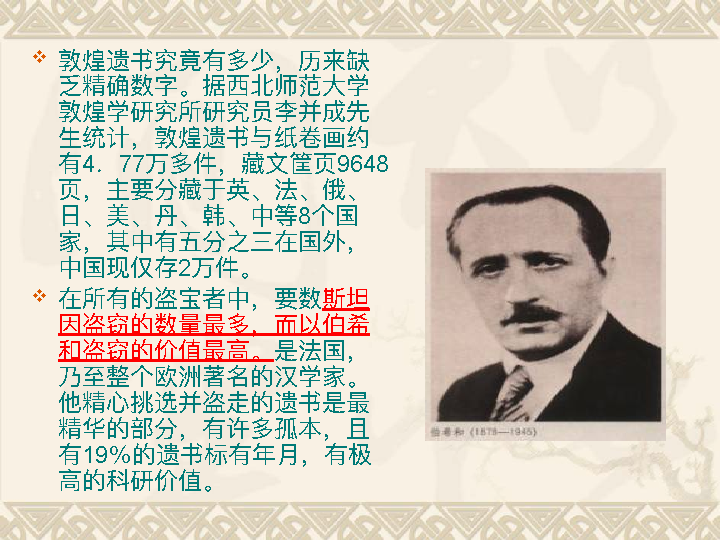 敦煌遗书究竟有多少，历来缺
乏精确数字。据西北师范大学
敦煌学研究所研究员李并成先
生统计，敦煌遗书与纸卷画约
有4．77万多件，藏文筐页9648
页，主要分藏于英、法、俄、
日、美、丹、韩、中等8个国
家，其中有五分之三在国外，
中国现仅存2万件。
在所有的盗宝者中，要数斯坦
因盗窃的数量最多，而以伯希
和盗窃的价值最高。是法国，
乃至整个欧洲著名的汉学家。
他精心挑选并盗走的遗书是最
精华的部分，有许多孤本，且
有19％的遗书标有年月，有极
高的科研价值。
伯希和 (1878—1945)